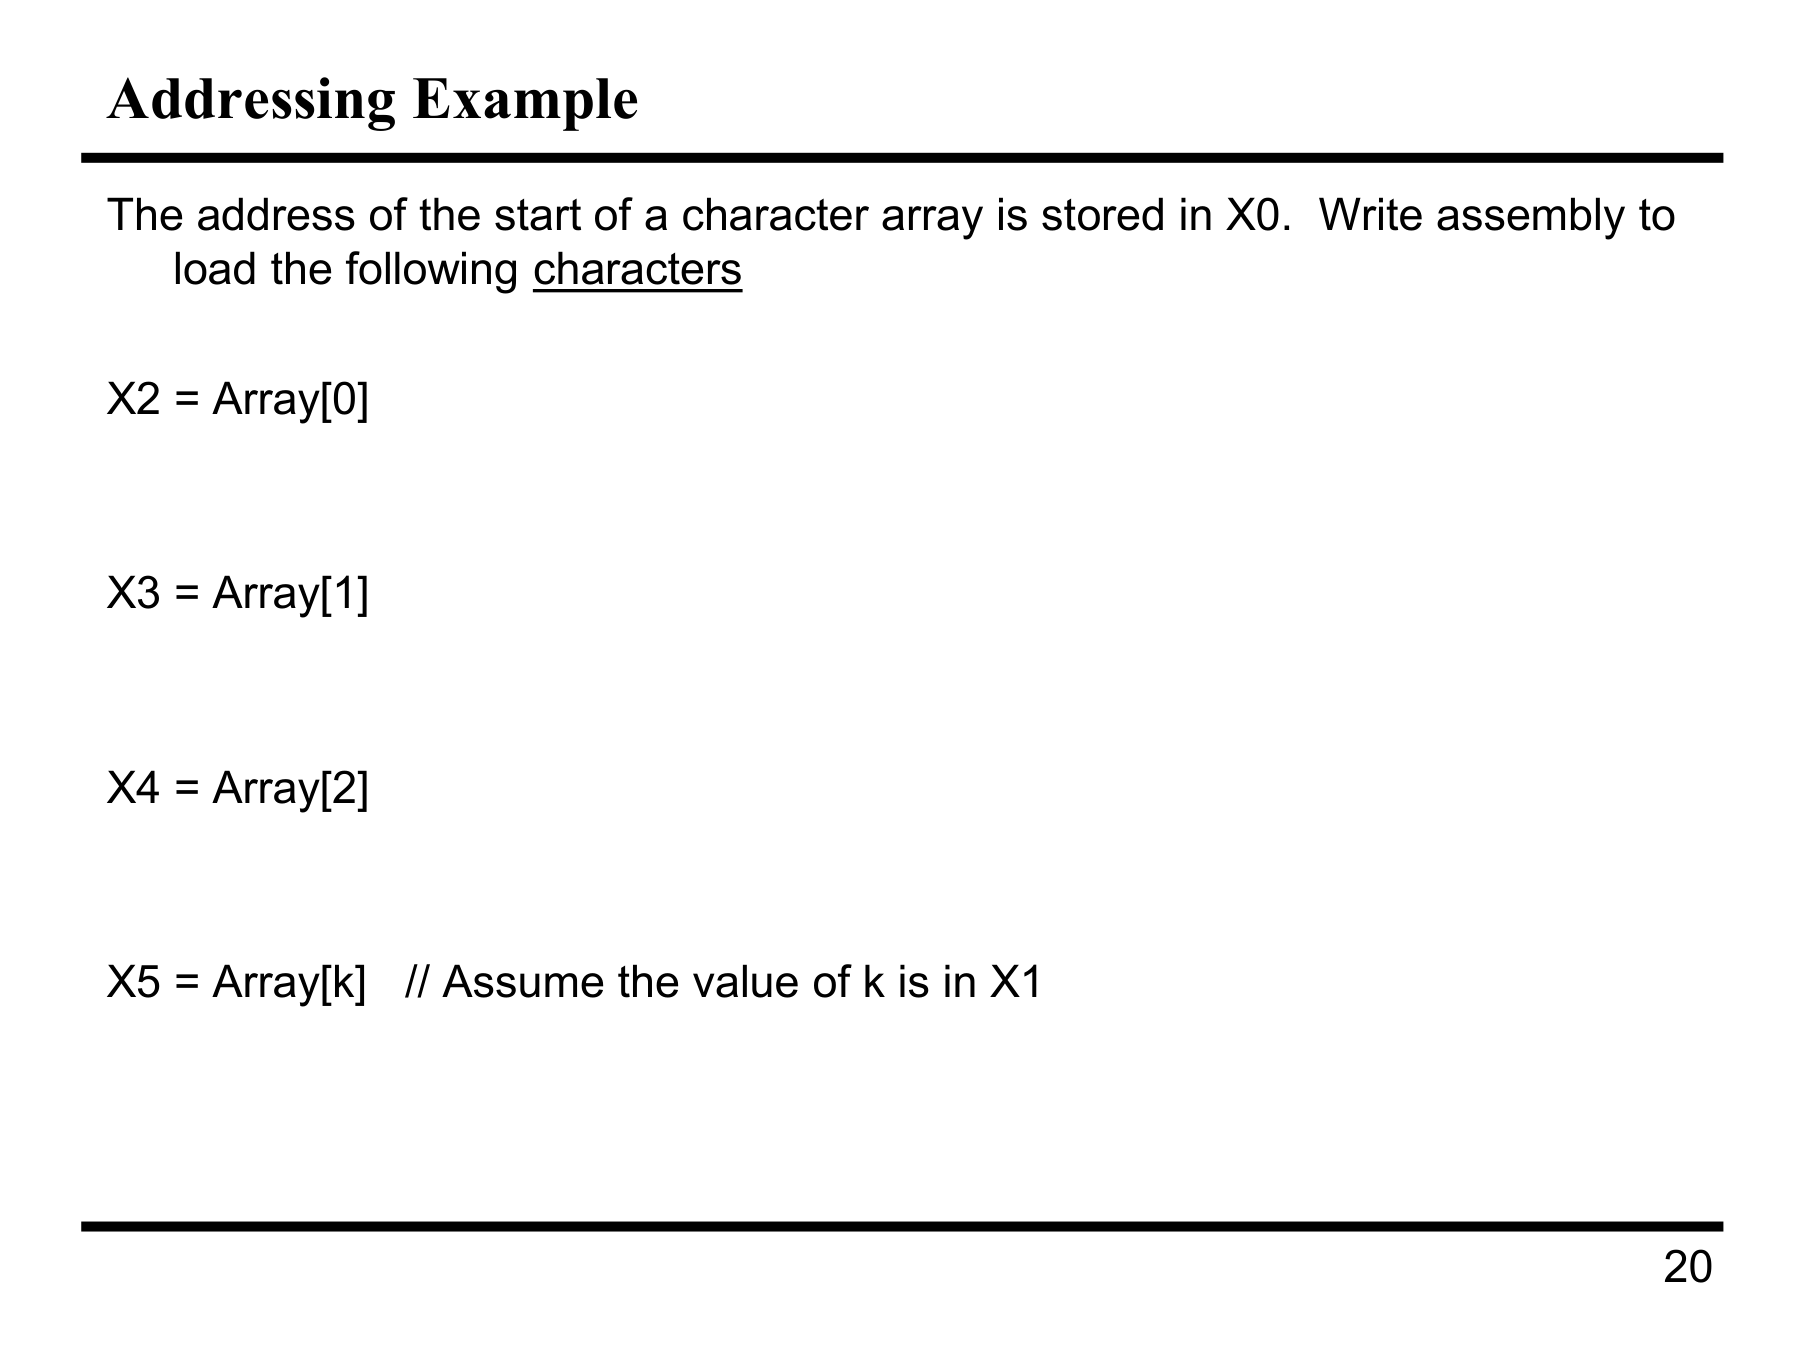 Addressing Example
The address of the start of a character array is stored in X0.  Write assembly to
load the following characters
X2 = Array[0]
X3 = Array[1]
X4 = Array[2]
X5 = Array[k]   // Assume the value of k is in X1
20